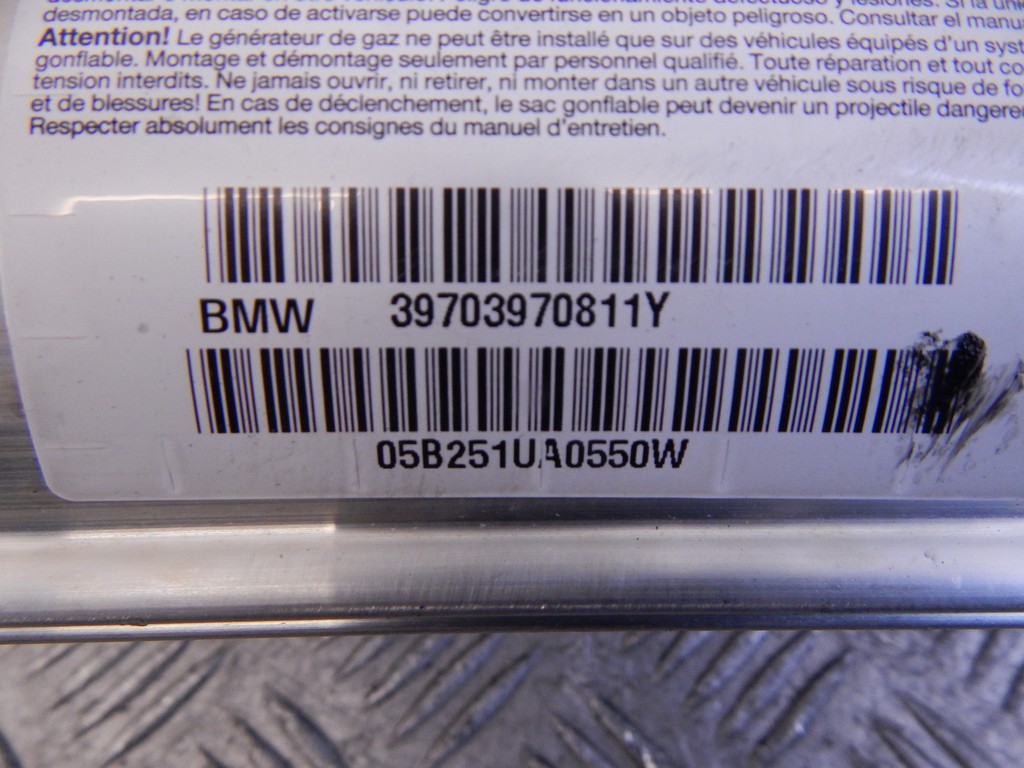 desmontada, en caso de activarse puede convertirse en un objeto peligroso. Consultar el
Attention! Le générateur de gaz ne peut être installé que sur des véhicules équipés d'un
gonflable. Montage et démontage seulement par personnel qualifié. Toute réparation et tout
tension interdits. Ne jamais ouvrir, ni retirer, ni monter dans un autre véhicule sous risque de
et de blessures! En cas de déclenchement, le sac gonflable peut devenir un projectile
Respecter absolument les consignes du manuel d'entretien.
BMW 39703970811Y
05B251UA0550W